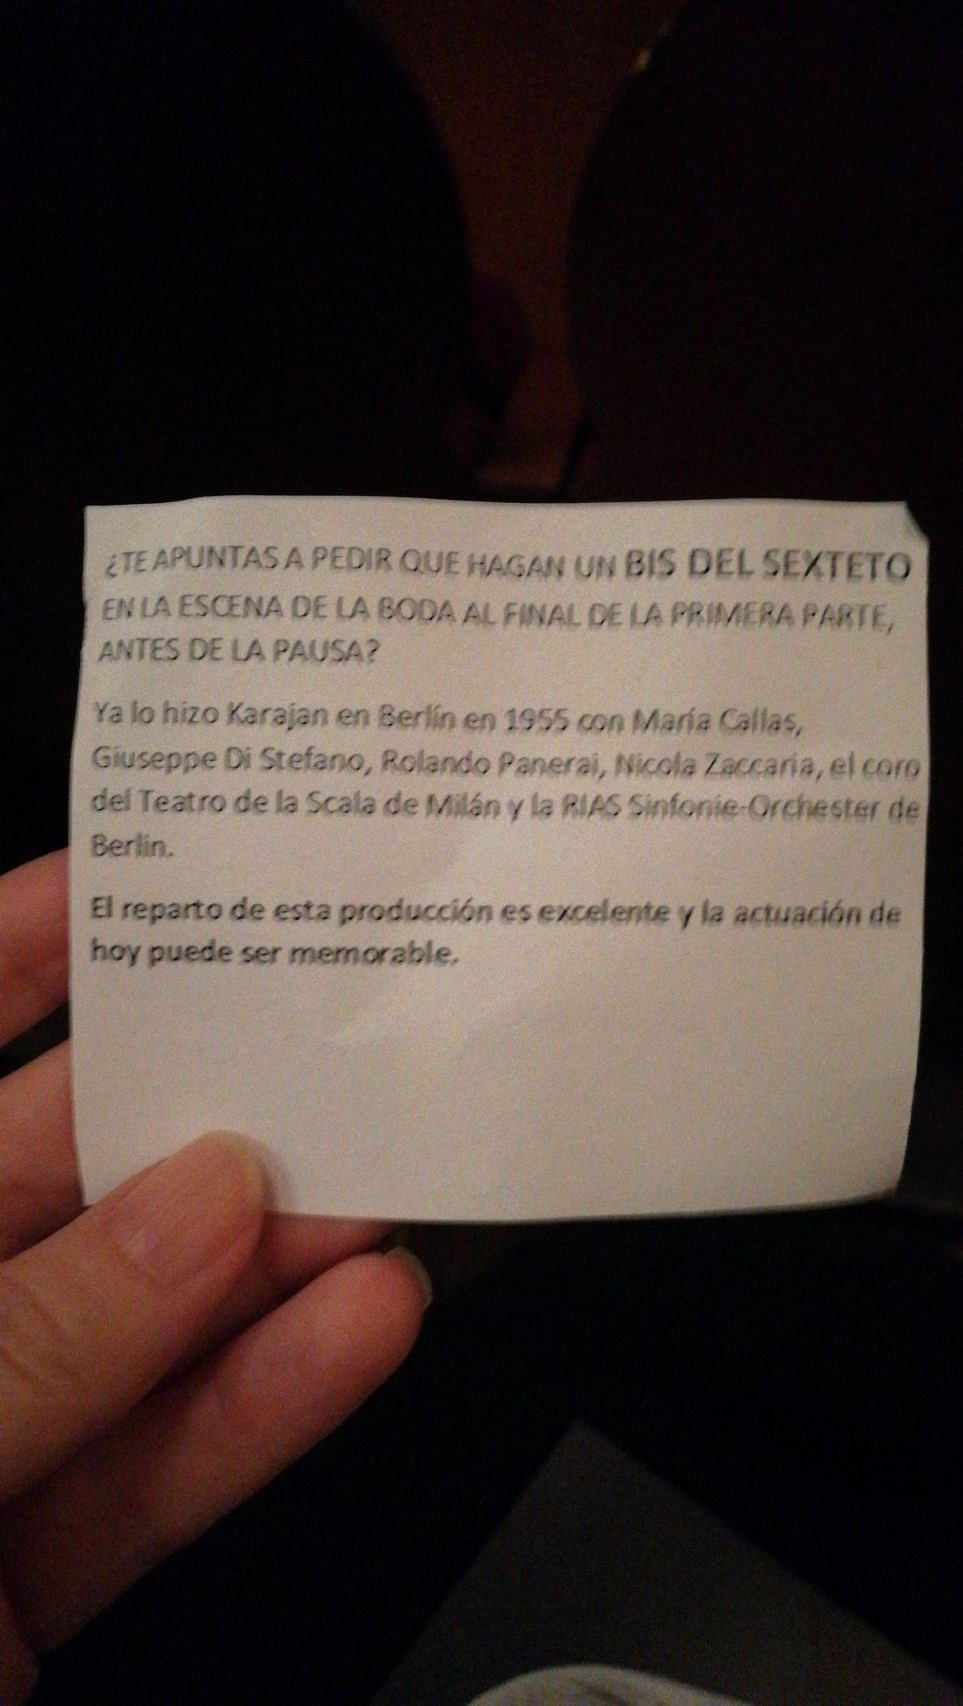 ¿TE APUNTAS A PEDIR QUE HAGAN UN BIS DEL SEXTETO
EN LA ESCENA DE LA BODA AL FINAL DE LA PRIMERA PARTE,
ANTES DE LA PAUSA?
Ya lo hizo Karajan en Berlín en 1955 con María Callas,
Giuseppe Di Stefano, Rolando Panerai, Nicola Zaccaria, el coro
del Teatro de la Scala de Milán y la RIAS Sinfonie-Orchester de
Berlin.
El reparto de esta producción es excelente y la actuación de
hoy puede ser memorable.